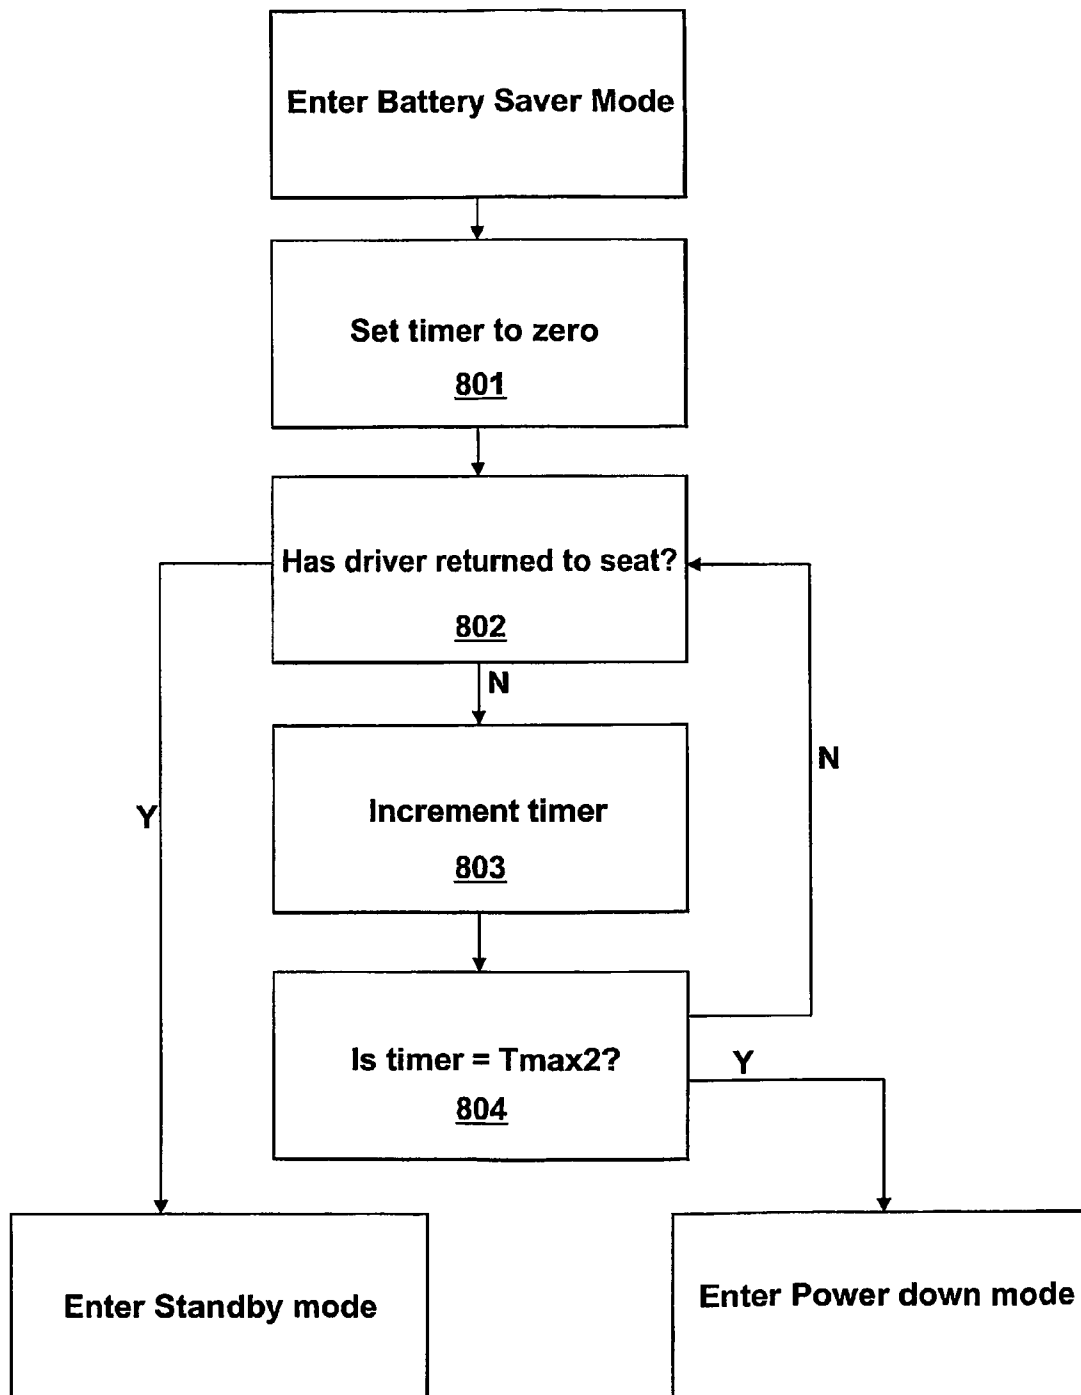 Enter Battery Saver Mode
Set timer to zero
801
Has driver returned to seat?
802
N
N
Y
Increment timer
803
Is timer = Tmax2?
804
Y
Enter Standby mode
Enter Power down mode